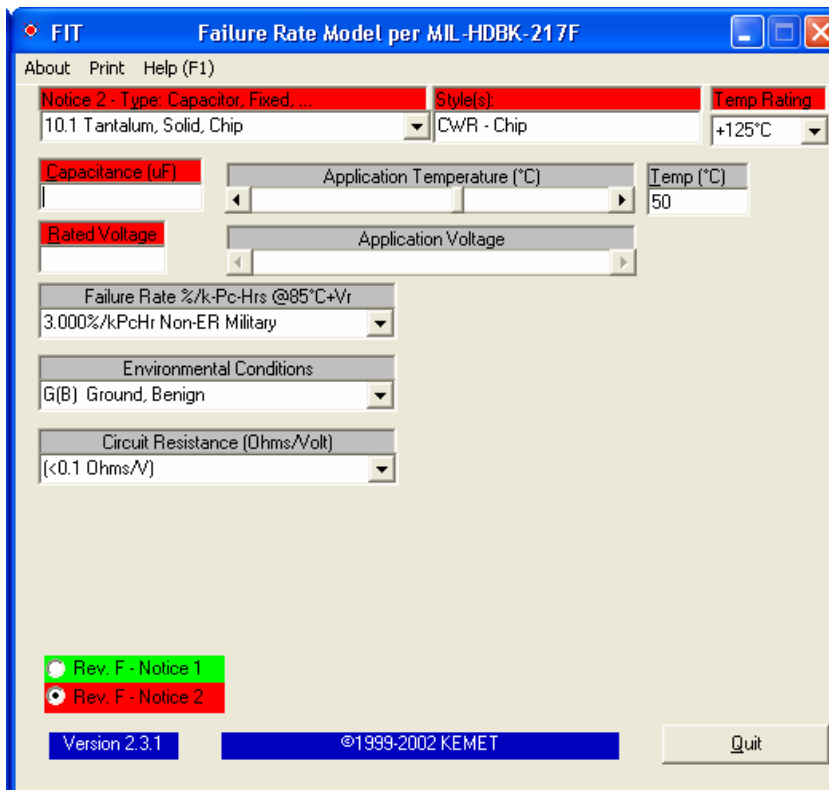 FIT Failure Rate Model per MIL-HDBK-217F
About Print Help (F1)
Notice 2 - Type: Capacitor, Fixed, ... Style(s): Temp Rating
10.1 Tantalum, Solid, Chip CWR - Chip +125°C
Capacitance (uF) Application Temperature (°C) Temp (°C)
50
Rated Voltage Application Voltage
Failure Rate %/k-Pc-Hrs @85°C+Vr
3.000%/kPcHr Non-ER Military
Environmental Conditions
G(B) Ground, Benign
Circuit Resistance (Ohms/Volt)
(<0.1 Ohms/V)
Rev. F - Notice 1
Rev. F - Notice 2
Version 2.3.1 ©1999-2002 KEMET Quit